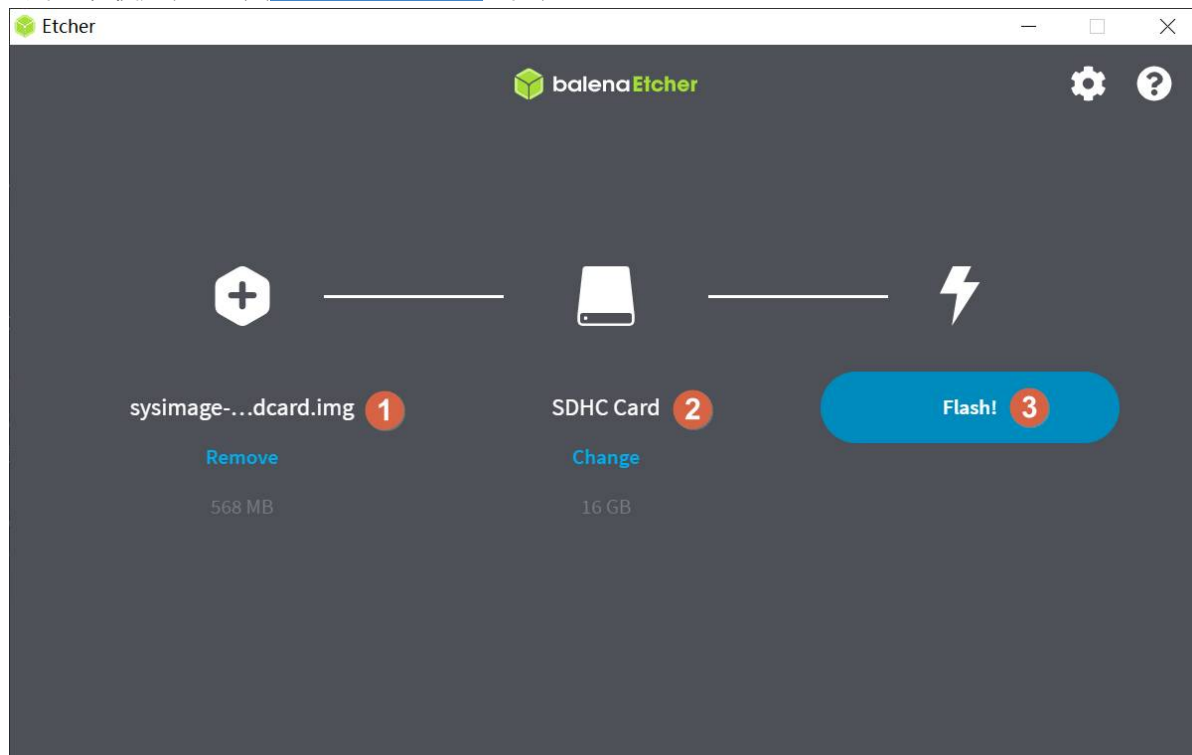 Etcher
balenaEtcher
sysimage-...dcard.img 1
SDHC Card 2
Flash! 3
Remove
Change
568 MB
16 GB